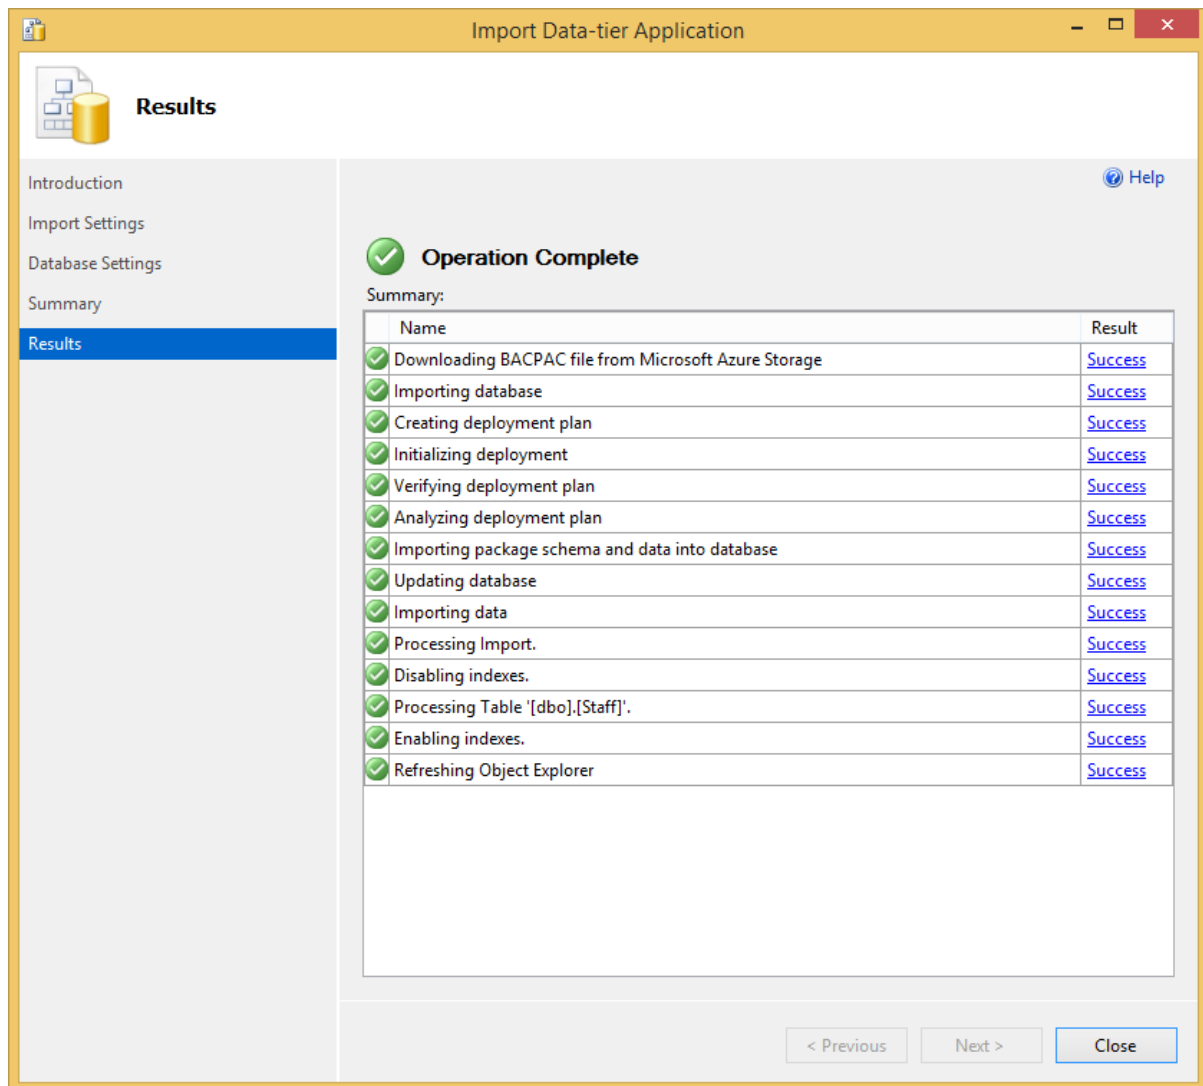 Import Data-tier Application
Results
Introduction
Import Settings
Database Settings
Summary
Results
Help
Operation Complete
Summary:
Name Result
Downloading BACPAC file from Microsoft Azure Storage Success
Importing database Success
Creating deployment plan Success
Initializing deployment Success
Verifying deployment plan Success
Analyzing deployment plan Success
Importing package schema and data into database Success
Updating database Success
Importing data Success
Processing Import. Success
Disabling indexes. Success
Processing Table '[dbo].[Staff]'. Success
Enabling indexes. Success
Refreshing Object Explorer Success
< Previous Next > Close